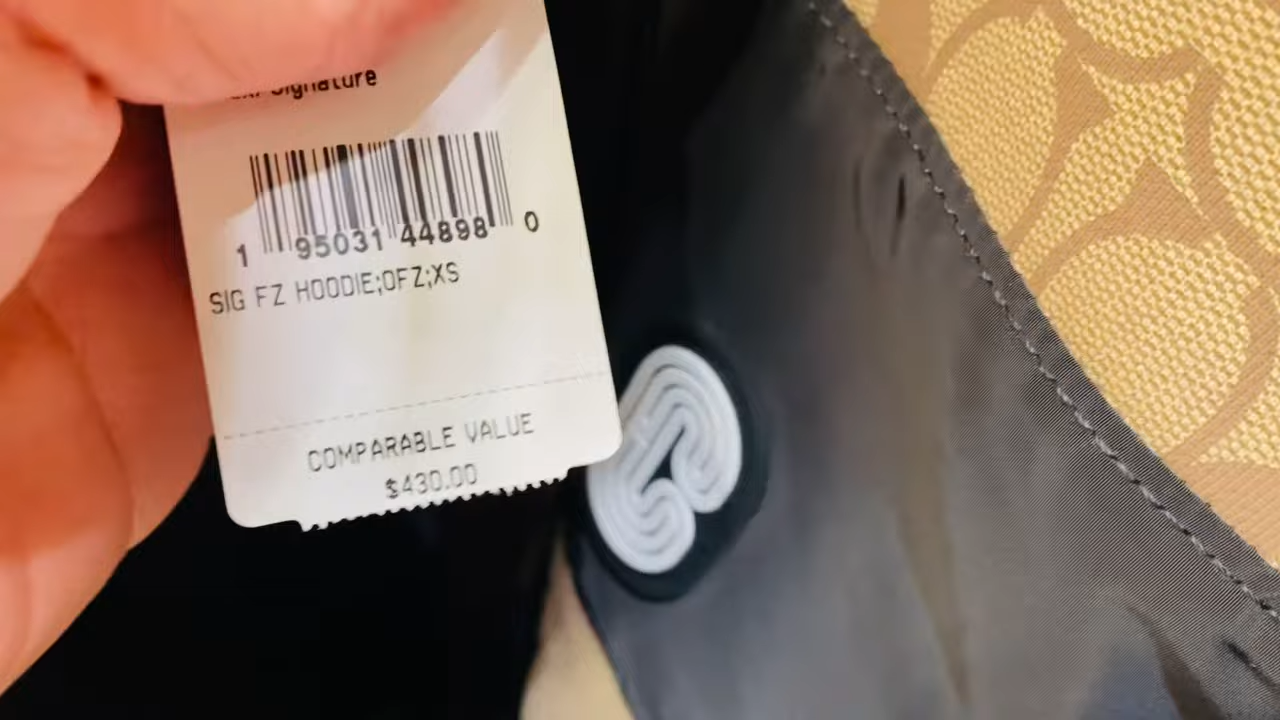 Signature
1 95031 44898 0
SIG FZ HOODIE;OFZ;XS
COMPARABLE VALUE
$430.00